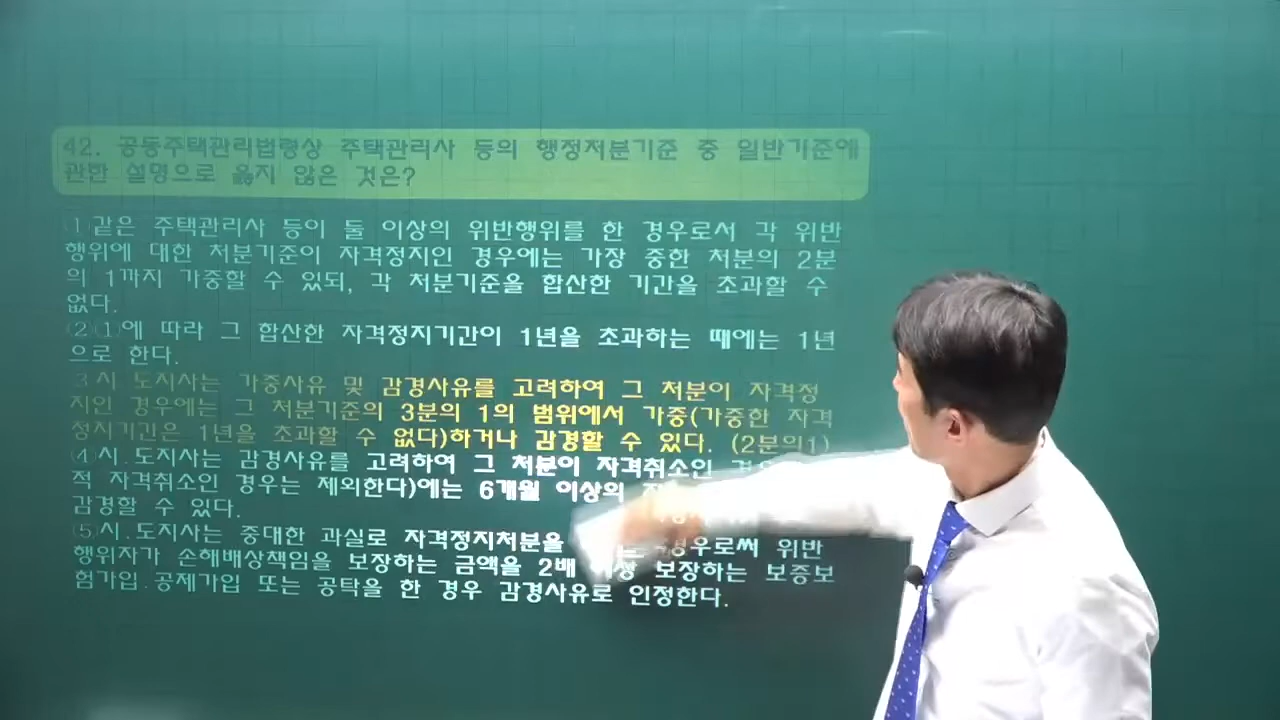 42. 공동주택관리법령상 주택관리사 등의 행정처분기준 중 일반기준에
관한 설명으로 옳지 않은 것은?
(1)같은 주택관리사 등이 둘 이상의 위반행위를 한 경우로서 각 위반
행위에 대한 처분기준이 자격정지인 경우에는 가장 중한 처분의 2분
의 1까지 가중할 수 있되, 각 처분기준을 합산한 기간을 초과할 수
없다.
(2)(1)에 따라 그 합산한 자격정지기간이 1년을 초과하는 때에는 1년
으로 한다.
(3)시.도지사는 가중사유 및 감경사유를 고려하여 그 처분이 자격정
지인 경우에는 그 처분기준의 3분의 1의 범위에서 가중(가중한 자격
정지기간은 1년을 초과할 수 없다)하거나 감경할 수 있다. (2분의1)
(4)시.도지사는 감경사유를 고려하여 그 처분이 자격취소인
적 자격취소인 경우는 제외한다)에는 6개월 이상의
감경할 수 있다.
(5)시.도지사는 중대한 과실로 자격정지처분을 경우로써 위반
행위자가 손해배상책임을 보장하는 금액을 2배 이상 보장하는 보증보
험가입.공제가입 또는 공탁을 한 경우 감경사유로 인정한다.